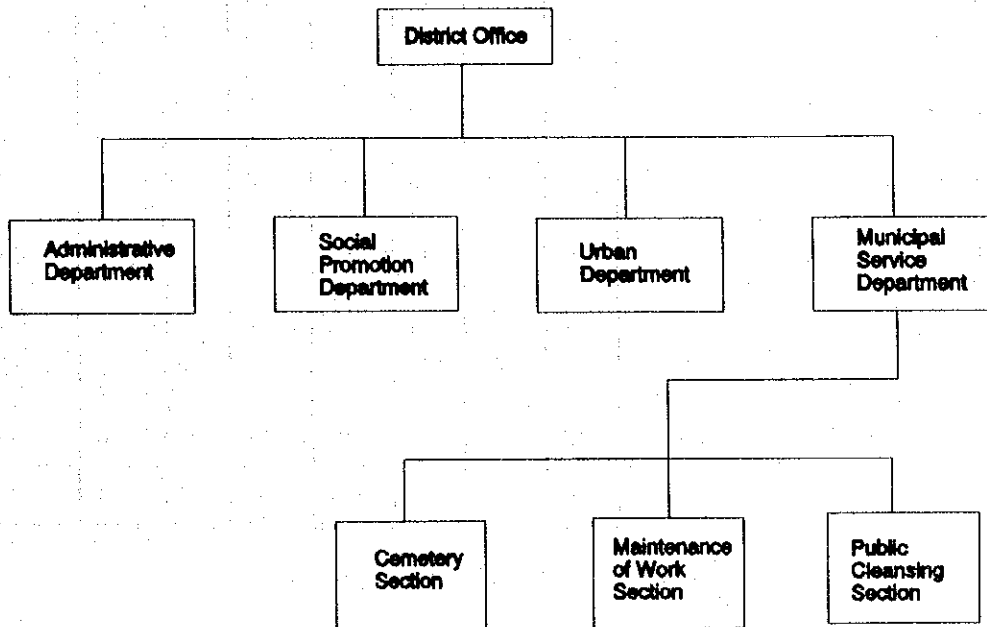 District Office
Administrative
Department
Social
Promotion
Department
Urban
Department
Municipal
Service
Department
Cemetery
Section
Maintenance
of Work
Section
Public
Cleansing
Section